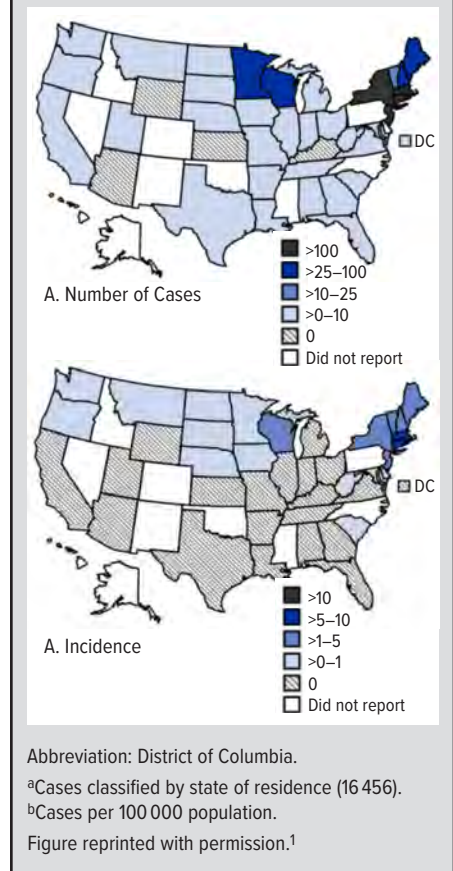 DC
>100
>25–100
>10–25
>0–10
0
Did not report
A. Number of Cases
DC
>10
>5–10
>1–5
>0–1
0
Did not report
A. Incidence
Abbreviation: District of Columbia.
aCases classified by state of residence (16 456).
bCases per 100 000 population.
Figure reprinted with permission.1